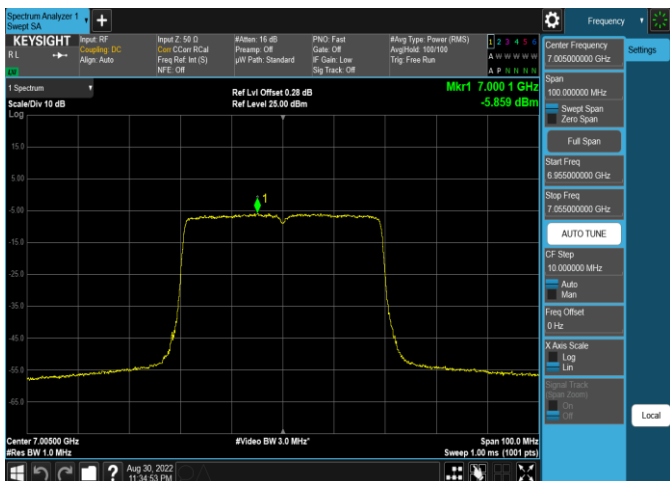 Spectrum Analyzer 1
Swept SA
+
Frequency
KEYSIGHT
RL
LXI
Input: RF
Coupling: DC
Align: Auto
Input Z: 50 Ω
Corr CCorr RCal
Freq Ref: Int (S)
NFE: Off
#Atten: 16 dB
Preamp: Off
µW Path: Standard
PNO: Fast
Gate: Off
IF Gain: Low
Sig Track: Off
#Avg Type: Power (RMS)
Avg|Hold: 100/100
Trig: Free Run
1 2 3 4 5 6
A W W W W W
A P N N N N
1 Spectrum
Scale/Div 10 dB
Log
Ref Lvl Offset 0.28 dB
Ref Level 25.00 dBm
Mkr1 7.000 1 GHz
-5.859 dBm
15.0
5.00
-5.00
-15.0
-25.0
-35.0
-45.0
-55.0
-65.0
1
Center 7.00500 GHz
#Res BW 1.0 MHz
#Video BW 3.0 MHz*
Span 100.0 MHz
Sweep 1.00 ms (1001 pts)
Aug 30, 2022
11:34:53 PM
?
Center Frequency
7.005000000 GHz
Span
100.000000 MHz
Swept Span
Zero Span
Full Span
Start Freq
6.955000000 GHz
Stop Freq
7.055000000 GHz
AUTO TUNE
CF Step
10.000000 MHz
Auto
Man
Freq Offset
0 Hz
X Axis Scale
Log
Lin
Signal Track
(Span Zoom)
On
Off
Settings
Local